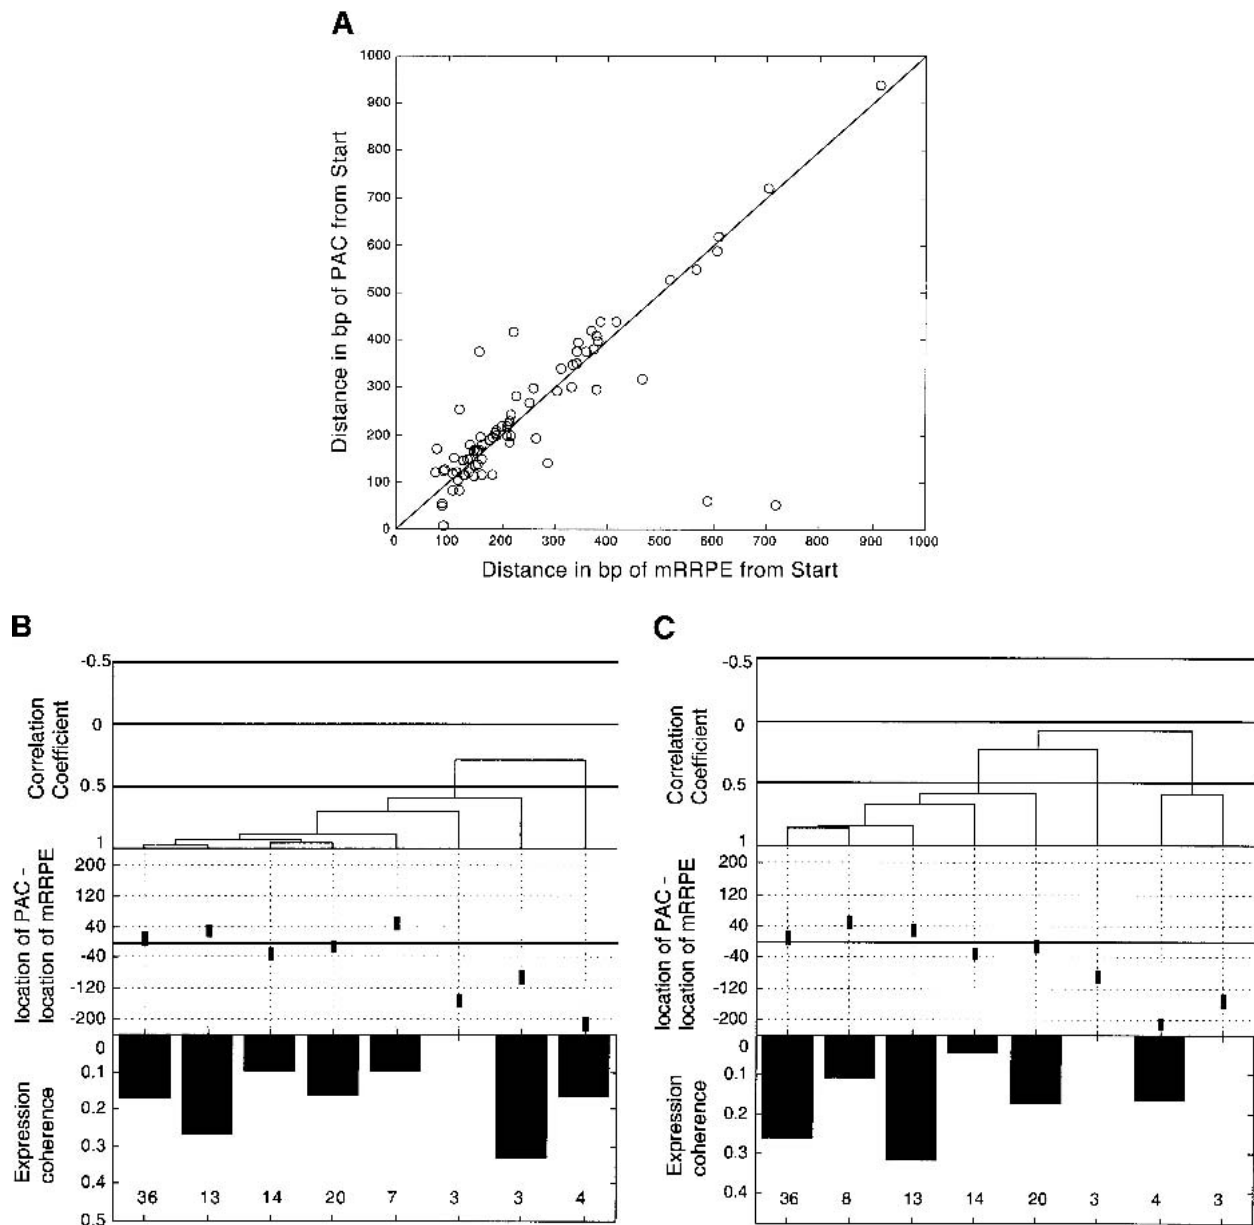 A
1000
900
800
700
600
500
400
300
200
100
0
Distance in bp of PAC from Start
0 100 200 300 400 500 600 700 800 900 1000
Distance in bp of mRRPE from Start
B
-0.5
0
0.5
1
Correlation
Coefficient
200
120
40
-40
-120
-200
location of PAC -
location of mRRPE
0
0.1
0.2
0.3
0.4
0.5
Expression
coherence
36 13 14 20 7 3 3 4
C
-0.5
0
0.5
1
Correlation
Coefficient
200
120
40
-40
-120
-200
location of PAC -
location of mRRPE
0
0.1
0.2
0.3
0.4
Expression
coherence
36 8 13 14 20 3 4 3